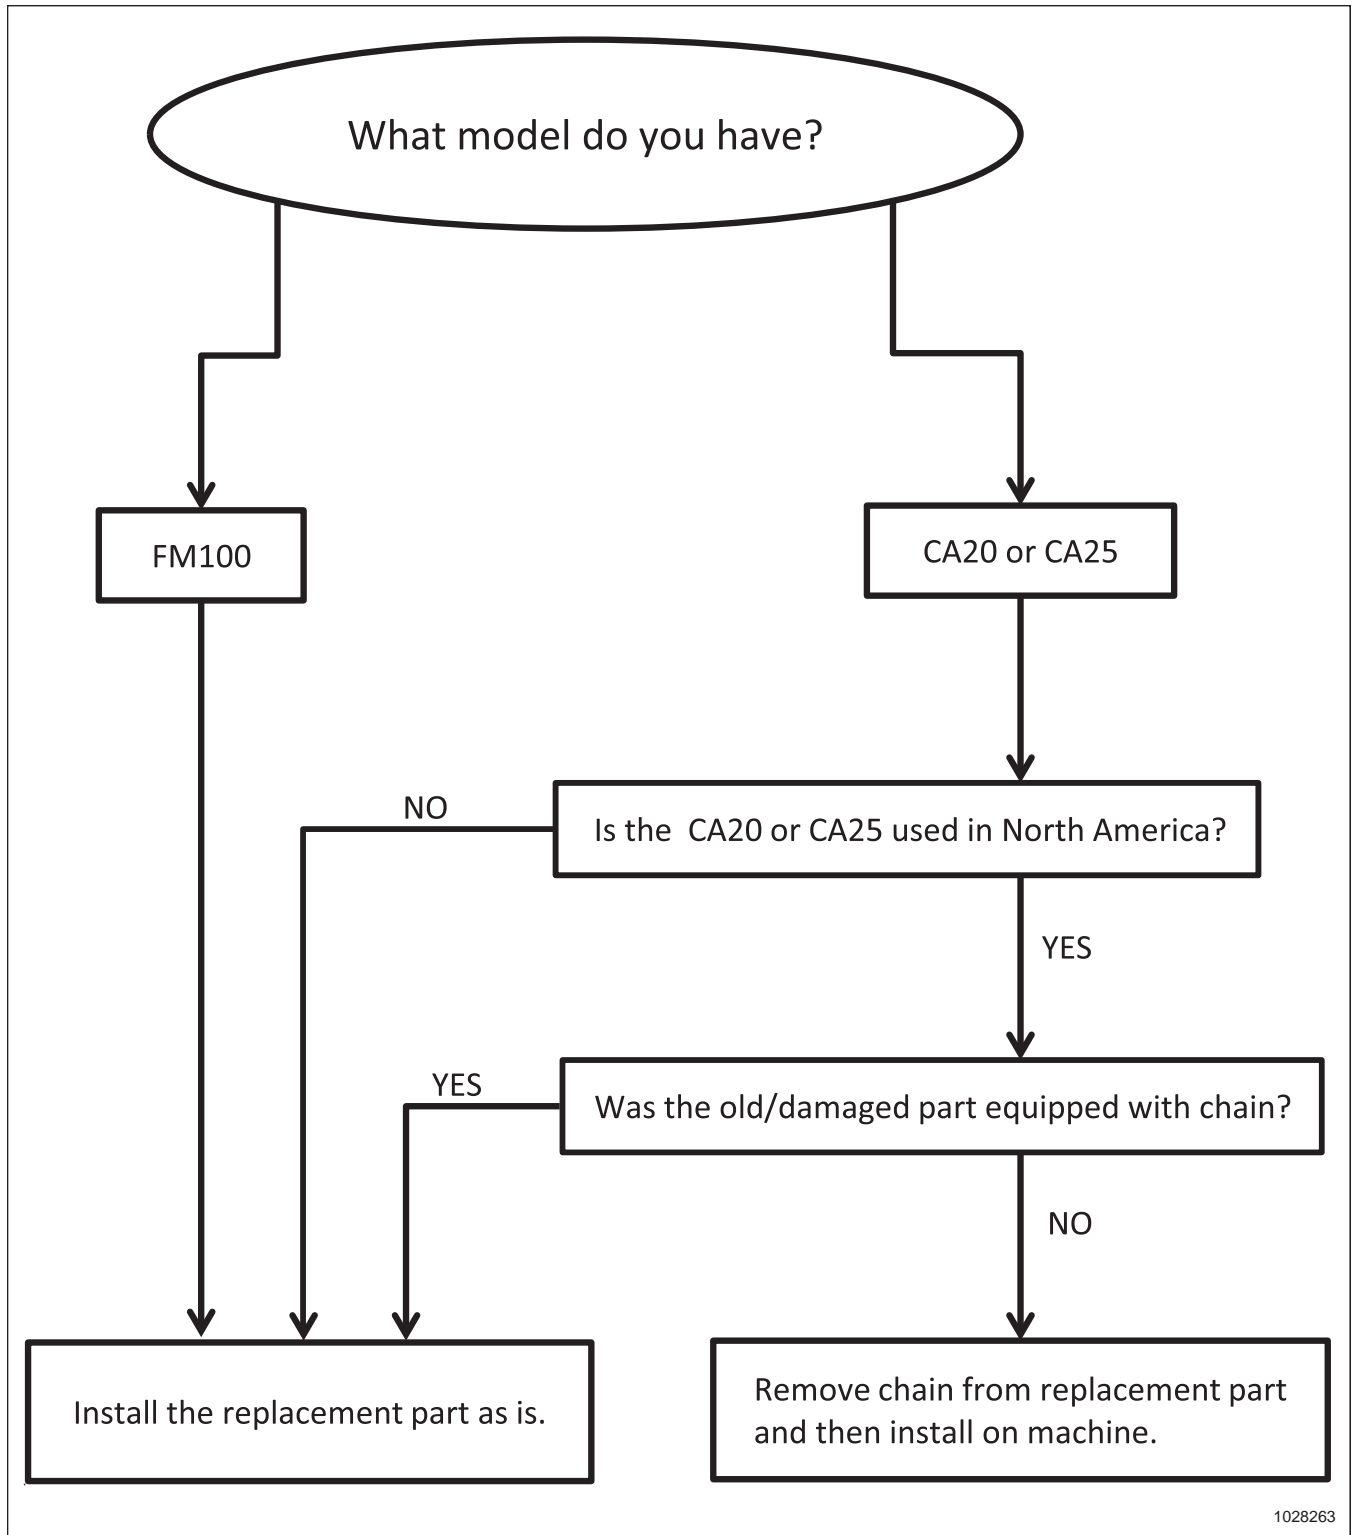 What model do you have?
FM100
CA20 or CA25
NO
Is the CA20 or CA25 used in North America?
YES
YES
Was the old/damaged part equipped with chain?
NO
Install the replacement part as is.
Remove chain from replacement part
and then install on machine.
1028263